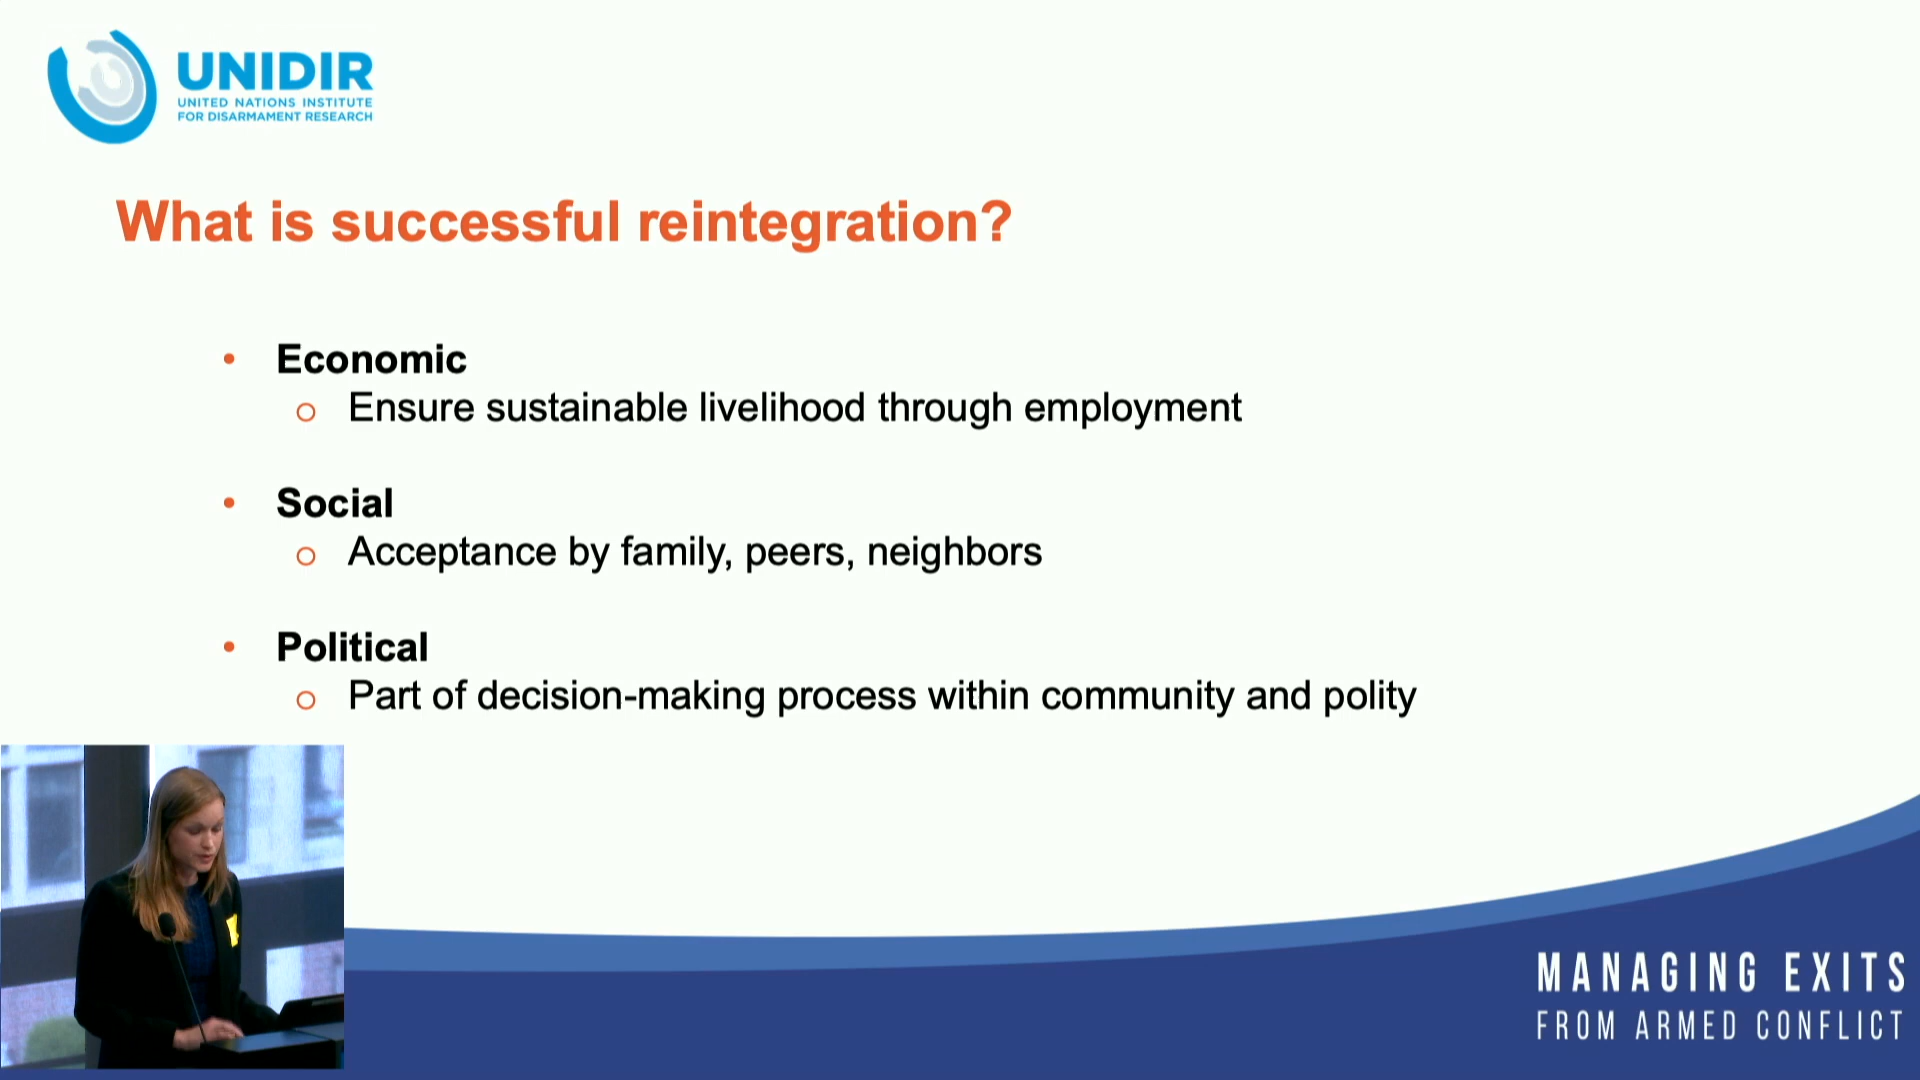 UNIDIR
UNITED NATIONS INSTITUTE
FOR DISARMAMENT RESEARCH
What is successful reintegration?
• Economic
o Ensure sustainable livelihood through employment
• Social
o Acceptance by family, peers, neighbors
• Political
o Part of decision-making process within community and polity
MANAGING EXITS
FROM ARMED CONFLICT